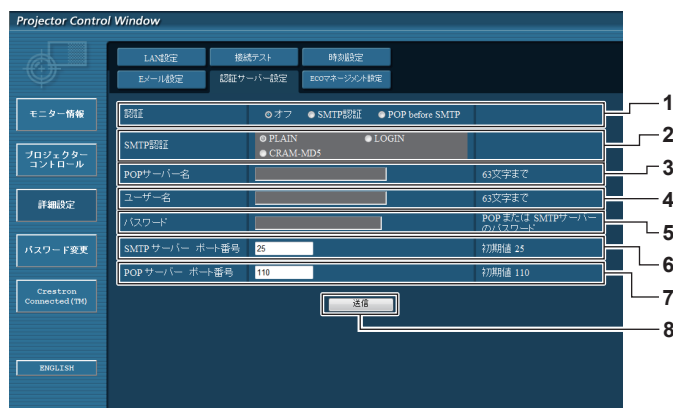 Projector Control Window
LAN設定 接続テスト 時刻設定
Eメール設定 認証サーバー設定 ECOマネージメント設定
モニター情報
プロジェクター
コントロール
詳細設定
パスワード変更
Crestron
Connected(TM)
ENGLISH
認証 オフ SMTP認証 POP before SMTP 1
SMTP認証 PLAIN LOGIN
CRAM-MD5 2
POPサーバー名 63文字まで 3
ユーザー名 63文字まで 4
パスワード POP または SMTPサーバー
のパスワード 5
SMTP サーバー ポート番号 25 初期値 25 6
POP サーバー ポート番号 110 初期値 110 7
送信 8